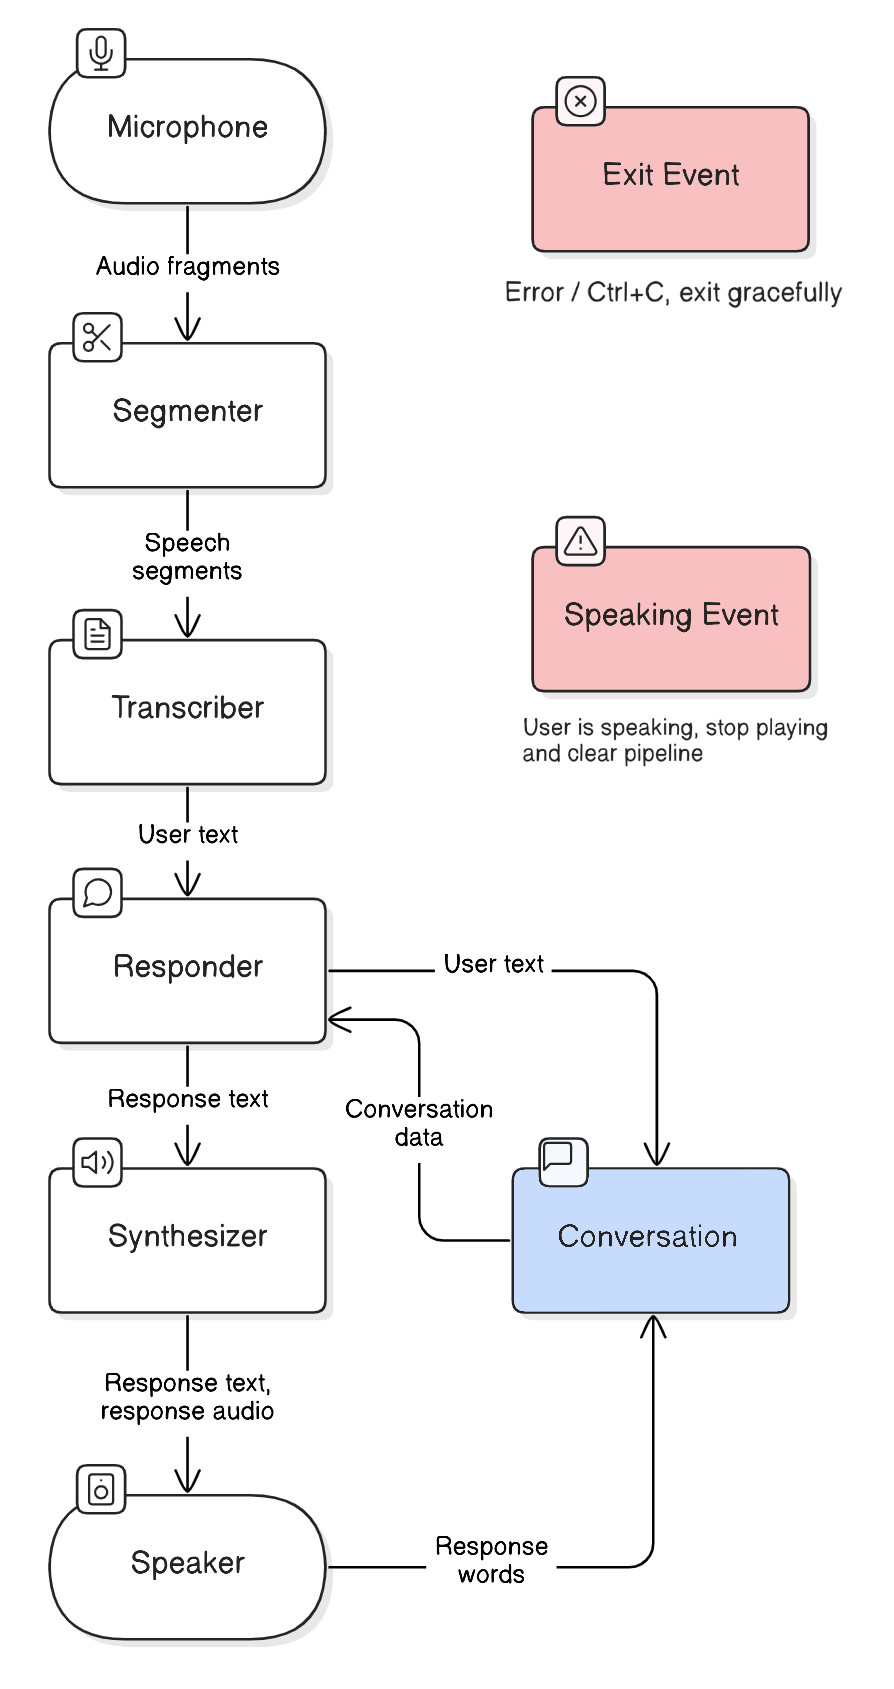 Microphone
Exit Event
Audio fragments
Error / Ctrl+C, exit gracefully
Segmenter
Speech
segments
Speaking Event
Transcriber
User is speaking, stop playing
and clear pipeline
User text
Responder
User text
Response text
Conversation
data
Synthesizer
Conversation
Response text,
response audio
Speaker
Response
words